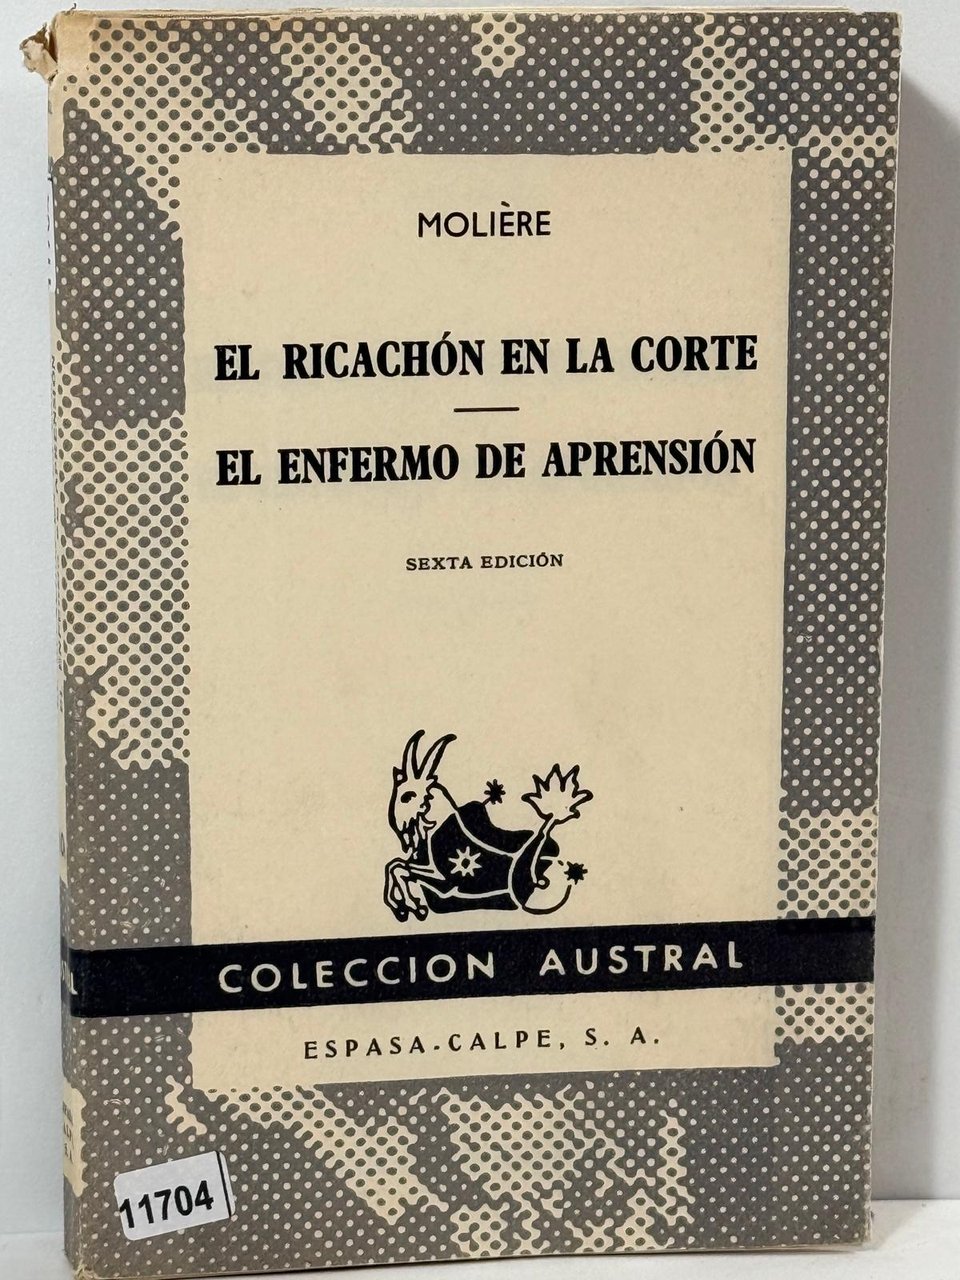 MOLIÈRE
EL RICACHÓN EN LA CORTE
EL ENFERMO DE APRENSIÓN
SEXTA EDICIÓN
COLECCION AUSTRAL
ESPASA-CALPE, S. A.
11704